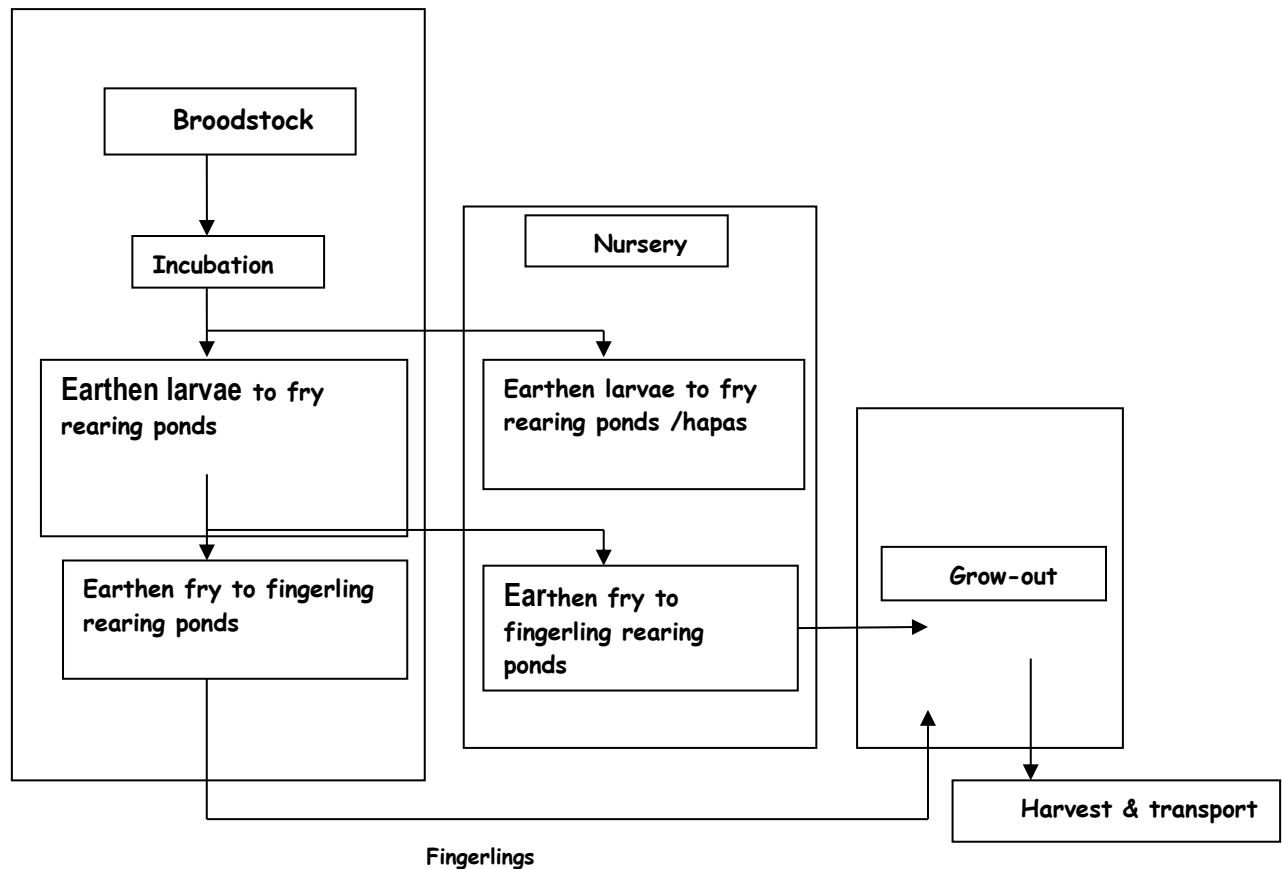 Broodstock
Incubation
Earthen larvae to fry
rearing ponds
Earthen fry to fingerling
rearing ponds
Nursery
Earthen larvae to fry
rearing ponds /hapas
Earthen fry to
fingerling rearing
ponds
Grow-out
Harvest & transport
Fingerlings